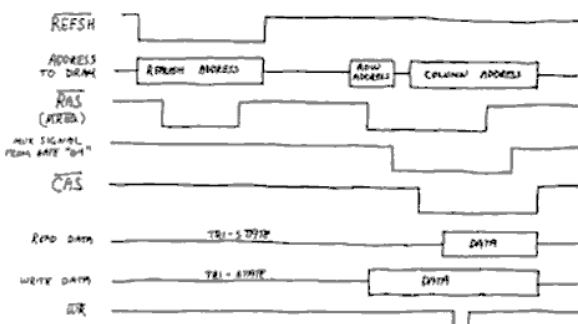 REFSH
ADDRESS
TO DRAM
REFRESH ADDRESS
ROW
ADDRESS
COLUMN ADDRESS
RAS
MUX SIGNAL
FROM GATE "04"
CAS
READ DATA
TRI-STATE
DATA
WRITE DATA
TRI-STATE
DATA
WR